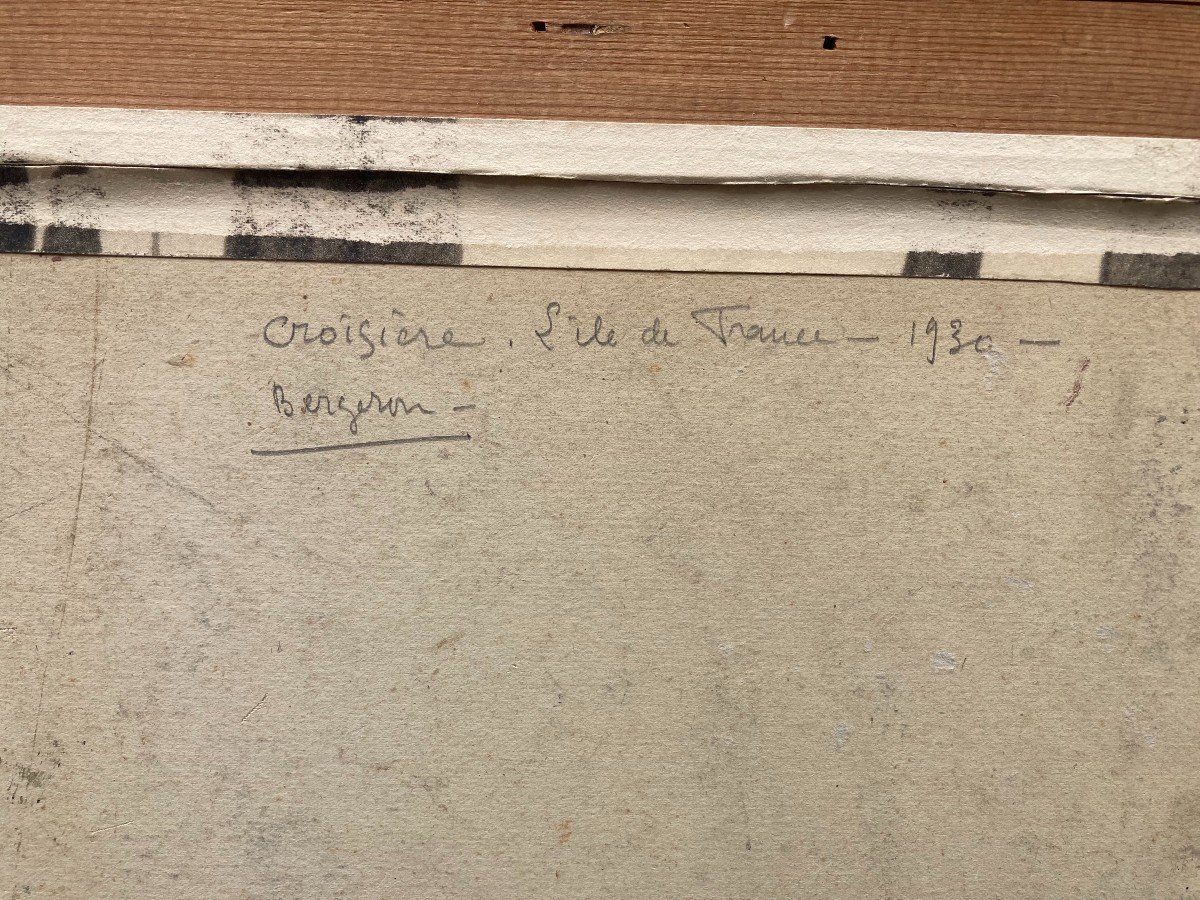 Croisière. L'île de France — 1930 —
Bergeron —